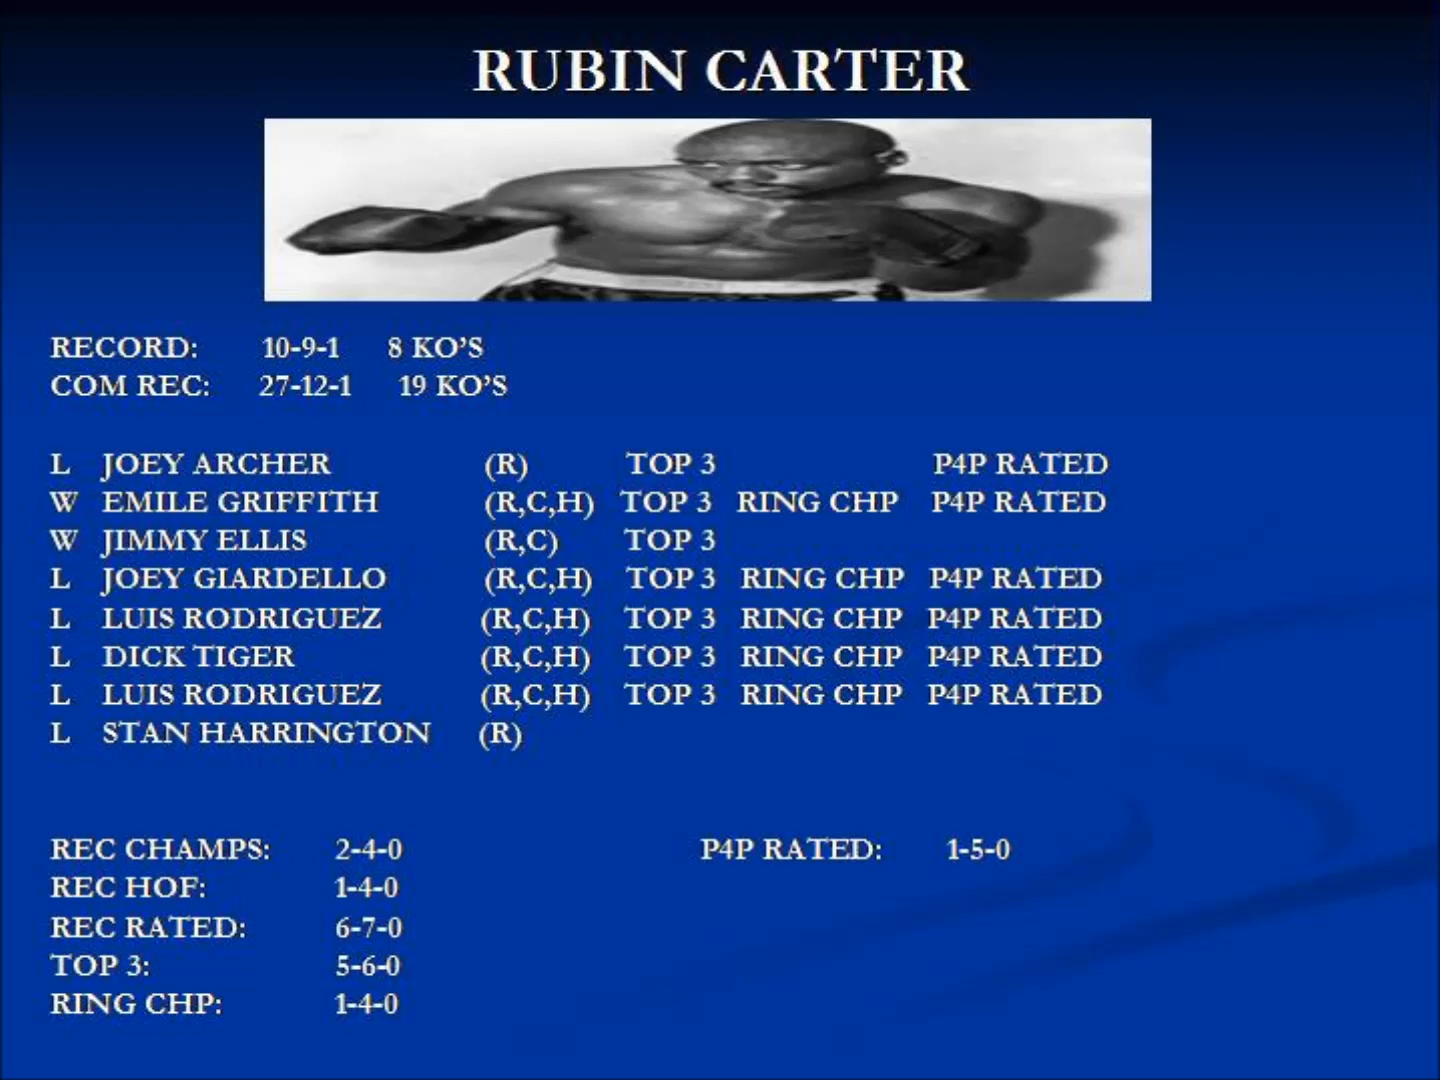 RUBIN CARTER
RECORD: 10-9-1 8 KO'S
COM REC: 27-12-1 19 KO'S
L JOEY ARCHER (R) TOP 3 P4P RATED
W EMILE GRIFFITH (R,C,H) TOP 3 RING CHP P4P RATED
W JIMMY ELLIS (R,C) TOP 3
L JOEY GIARDELLO (R,C,H) TOP 3 RING CHP P4P RATED
L LUIS RODRIGUEZ (R,C,H) TOP 3 RING CHP P4P RATED
L DICK TIGER (R,C,H) TOP 3 RING CHP P4P RATED
L LUIS RODRIGUEZ (R,C,H) TOP 3 RING CHP P4P RATED
L STAN HARRINGTON (R)
REC CHAMPS: 2-4-0 P4P RATED: 1-5-0
REC HOF: 1-4-0
REC RATED: 6-7-0
TOP 3: 5-6-0
RING CHP: 1-4-0